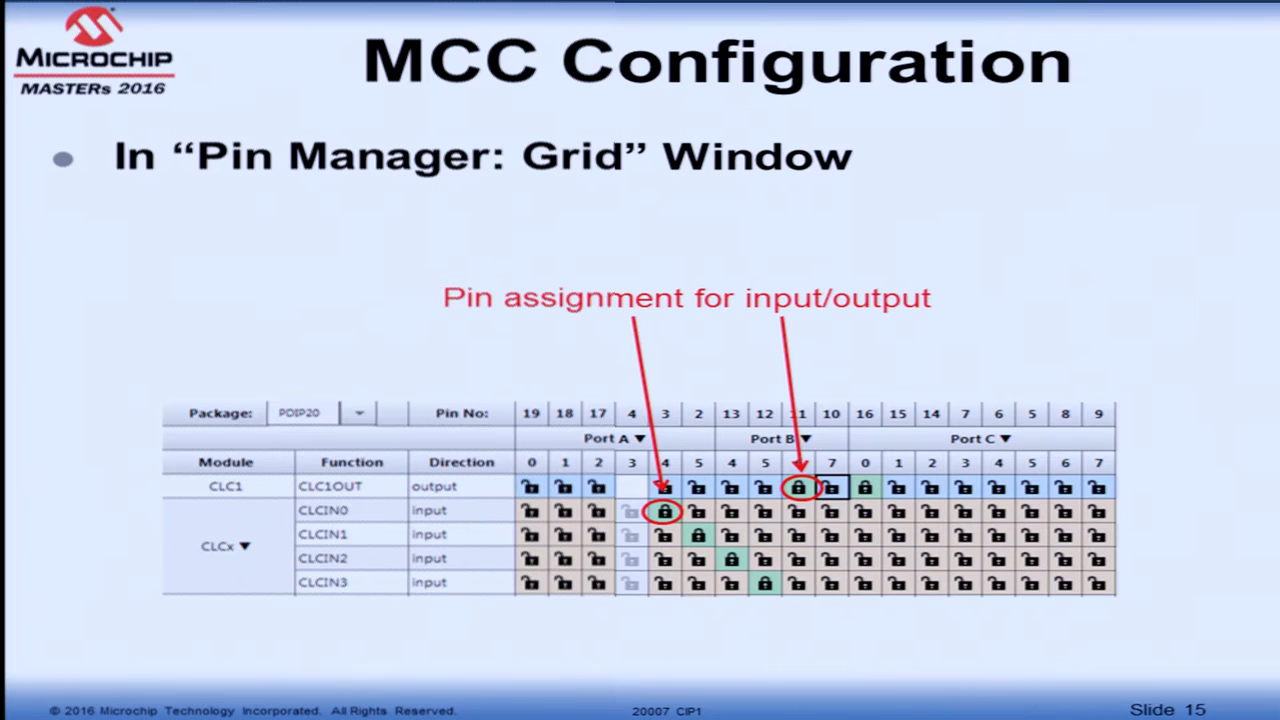 MICROCHIP
MASTERs 2016
MCC Configuration
• In “Pin Manager: Grid” Window
Pin assignment for input/output
Package: PDIP20 Pin No: 19 18 17 4 3 2 13 12 11 10 16 15 14 7 6 5 8 9
Port A ▼ Port B ▼ Port C ▼
Module Function Direction 0 1 2 3 4 5 4 5 7 0 1 2 3 4 5 6 7
CLC1 CLC1OUT output
CLCx ▼
CLCIN0 input
CLCIN1 input
CLCIN2 input
CLCIN3 input
© 2016 Microchip Technology Incorporated. All Rights Reserved. 20007 CIP1 Slide 15